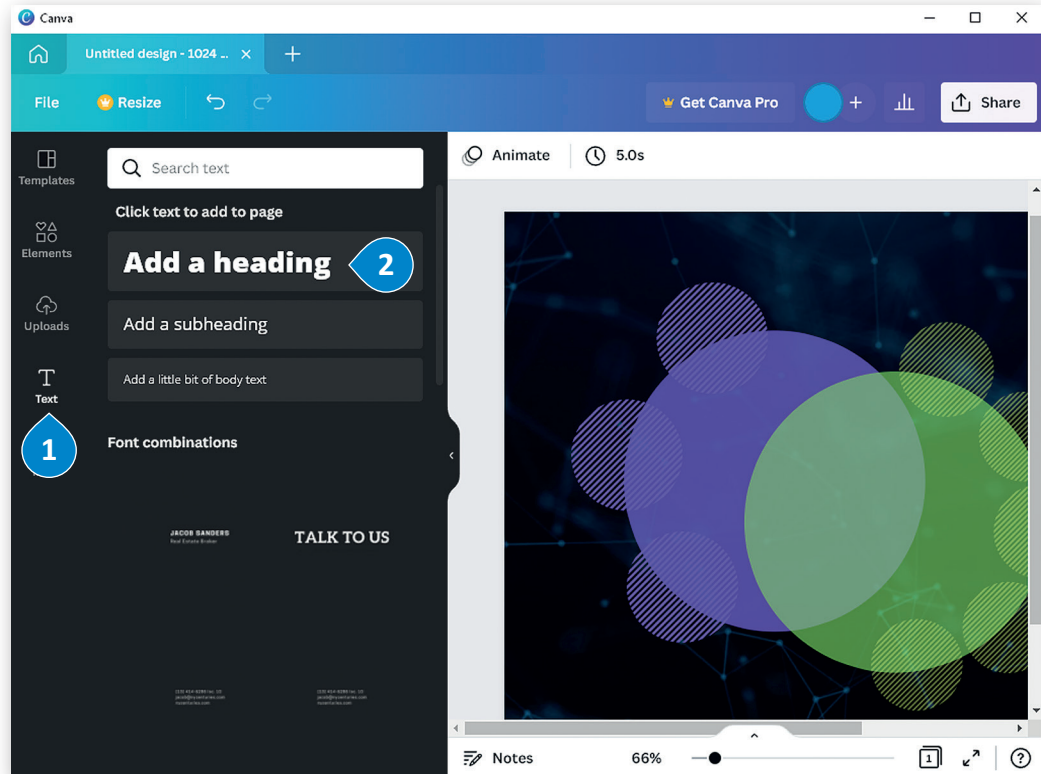 Canva
Untitled design - 1024 ...
File
Resize
Get Canva Pro
Share
Templates
Search text
Animate
5.0s
Click text to add to page
Elements
Add a heading
2
Uploads
Add a subheading
Text
Add a little bit of body text
1
Font combinations
JACOB SANDERS
Real Estate Broker
TALK TO US
Notes
66%
1
?